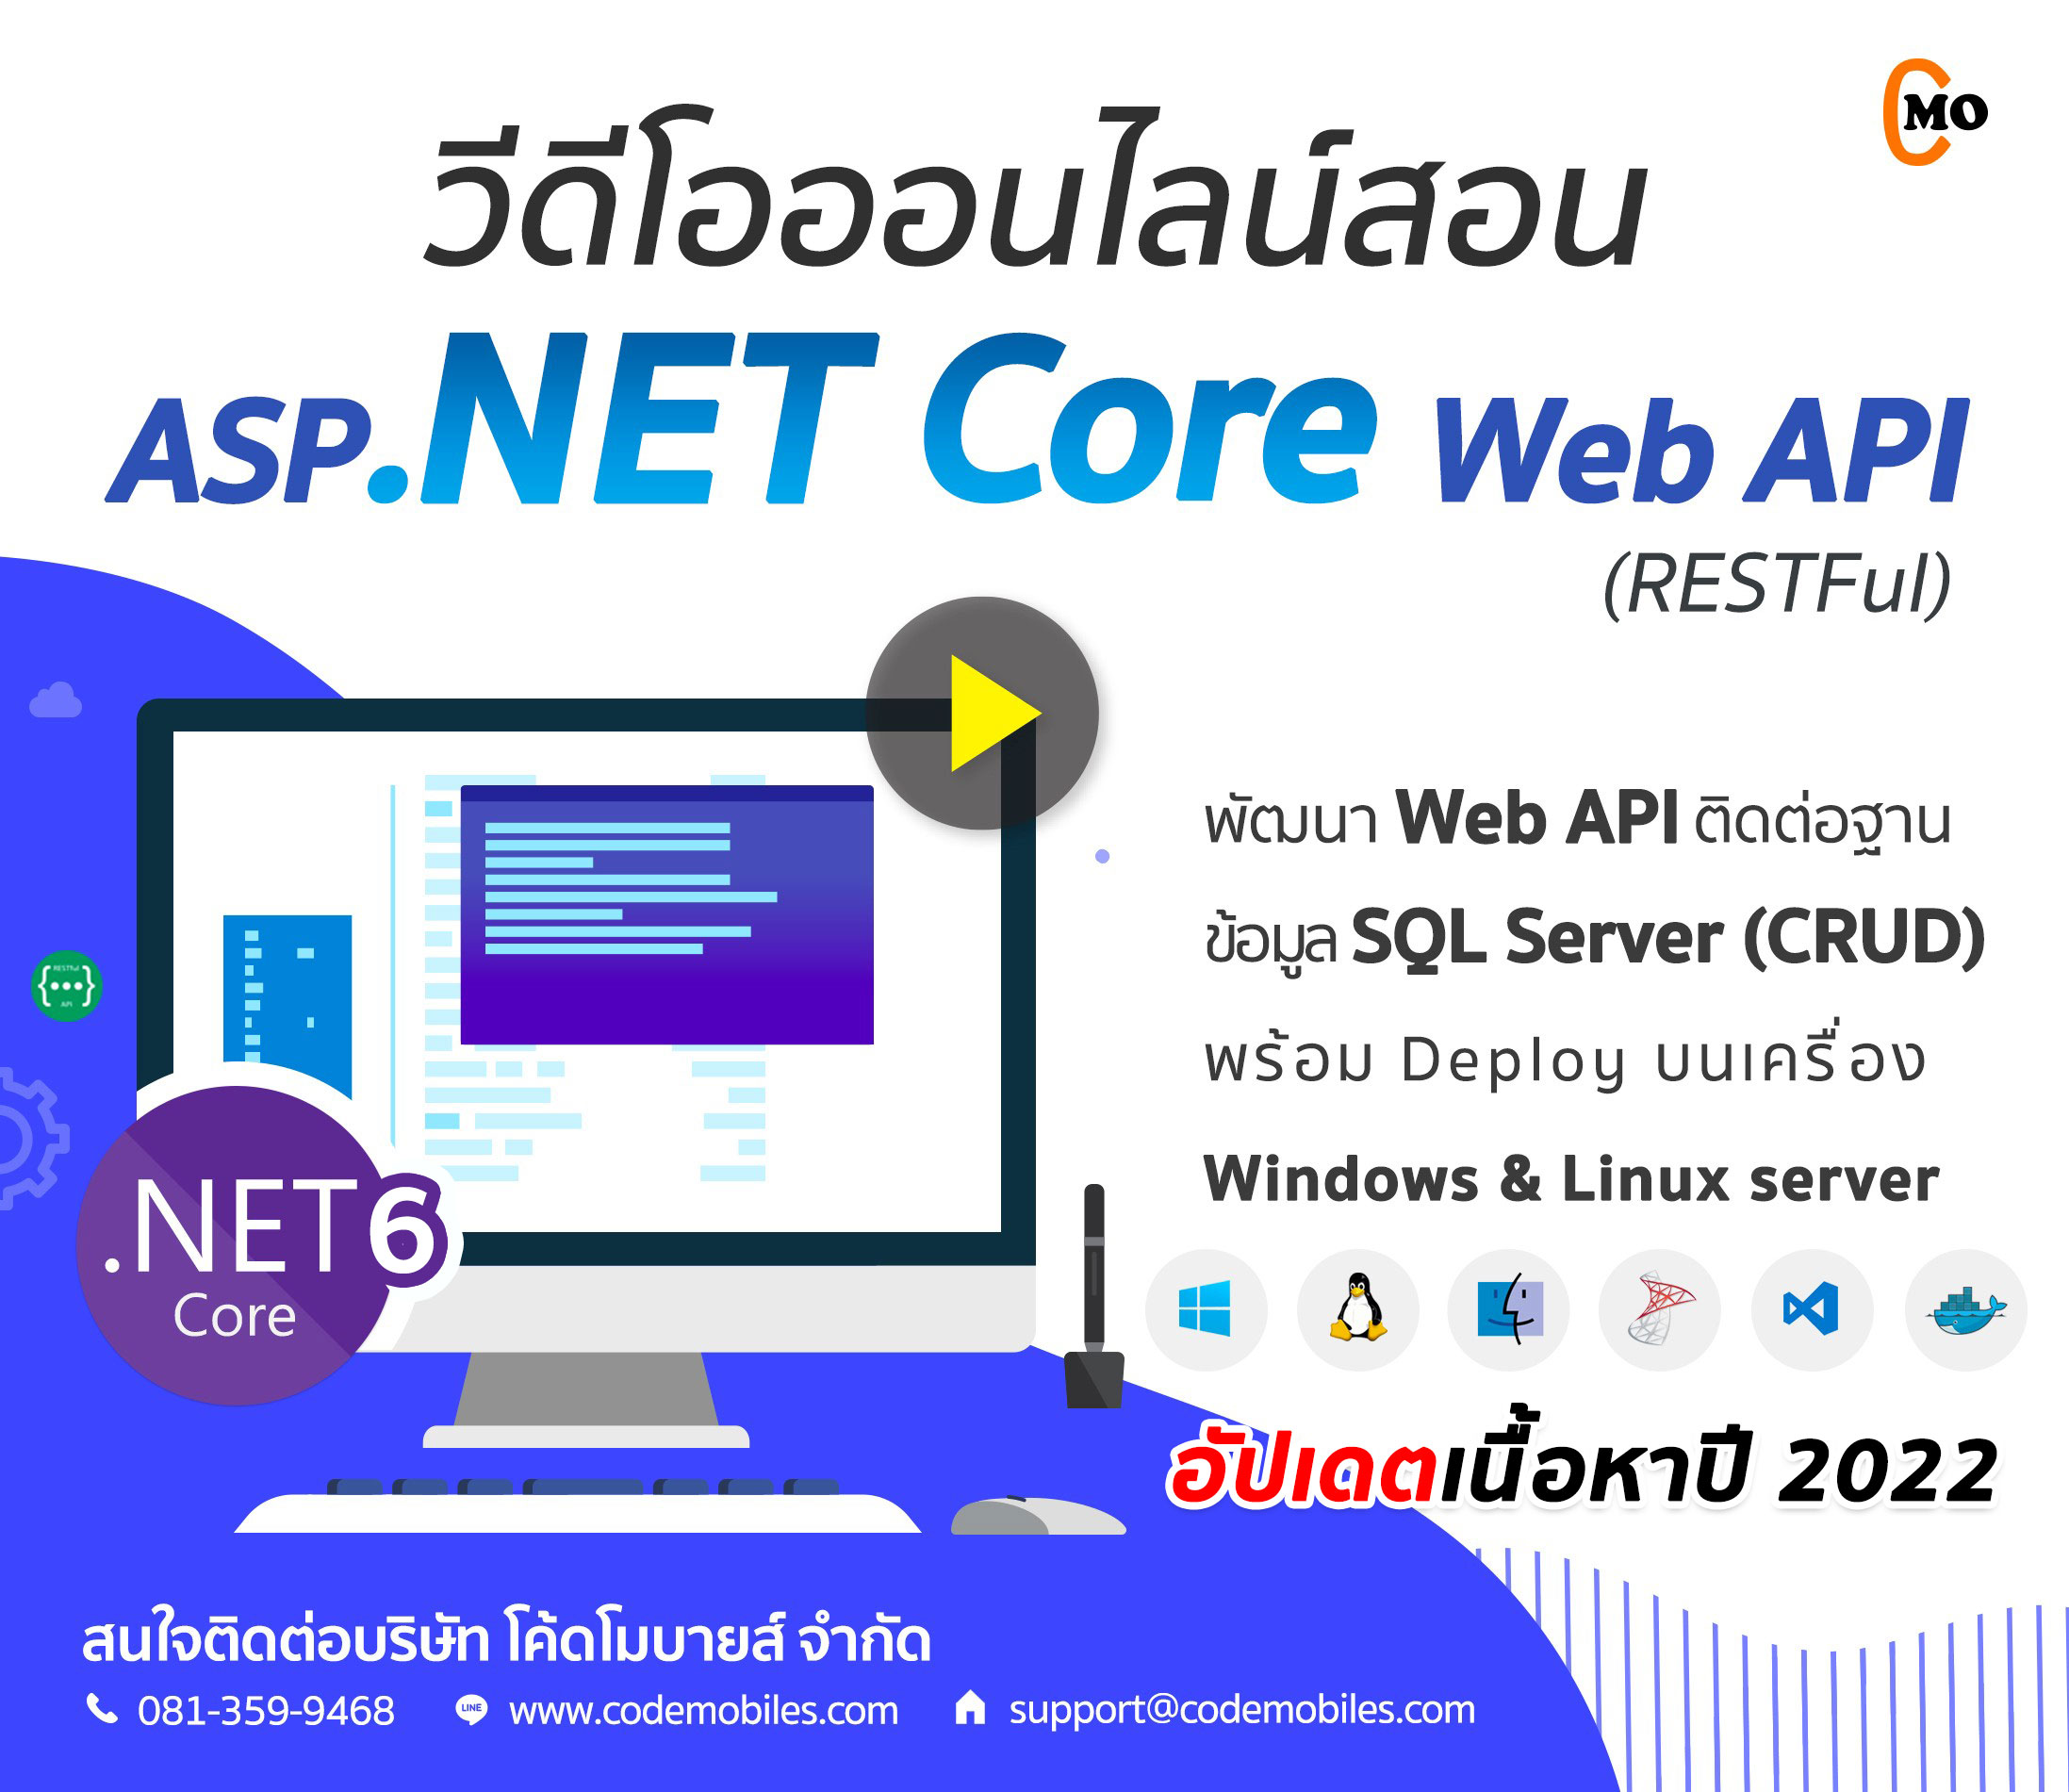 CMO
วีดีโอออนไลน์สอน
ASP.NET Core Web API
(RESTFul)
พัฒนา Web API ติดต่อฐาน
ข้อมูล SQL Server (CRUD)
พร้อม Deploy บนเครื่อง
Windows & Linux server
RESTful
{...}
API
.NET 6
Core
อัปเดตเนื้อหาปี 2022
สนใจติดต่อบริษัท โค้ดโมบายส์ จำกัด
081-359-9468
LINE
www.codemobiles.com
support@codemobiles.com